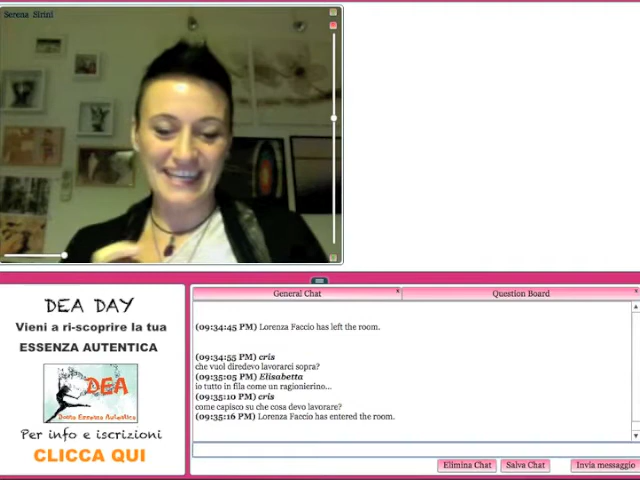 Serena Sirini
General Chat x
Question Board x
(09:34:45 PM) Lorenza Faccio has left the room.
(09:34:55 PM) cris
che vuol diredevo lavorarci sopra?
(09:35:05 PM) Elisabetta
io tutto in fila come un ragionierino...
(09:35:10 PM) cris
come capisco su che cosa devo lavorare?
(09:35:16 PM) Lorenza Faccio has entered the room.
Elimina Chat
Salva Chat
Invia messaggio
DEA DAY
Vieni a ri-scoprire la tua
ESSENZA AUTENTICA
DEA
Donta Essenza Autentica
Per info e iscrizioni
CLICCA QUI